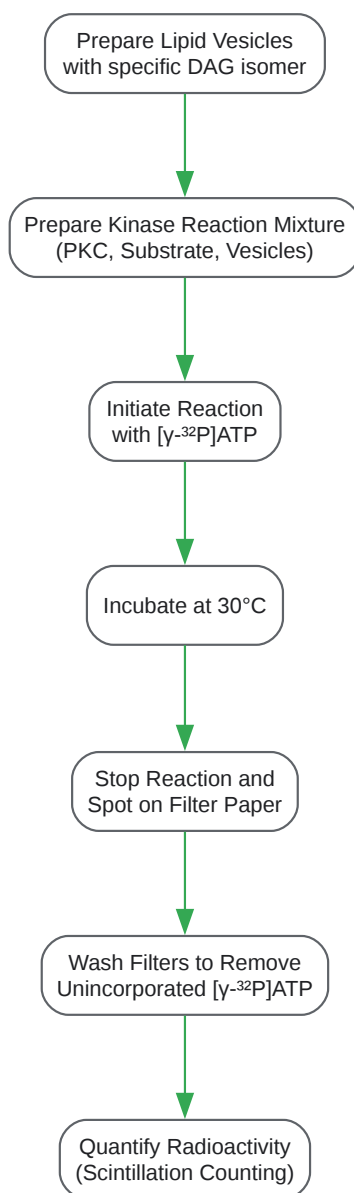 Prepare Lipid Vesicles
with specific DAG isomer
Prepare Kinase Reaction Mixture
(PKC, Substrate, Vesicles)
Initiate Reaction
with [γ-³²P]ATP
Incubate at 30°C
Stop Reaction and
Spot on Filter Paper
Wash Filters to Remove
Unincorporated [γ-³²P]ATP
Quantify Radioactivity
(Scintillation Counting)